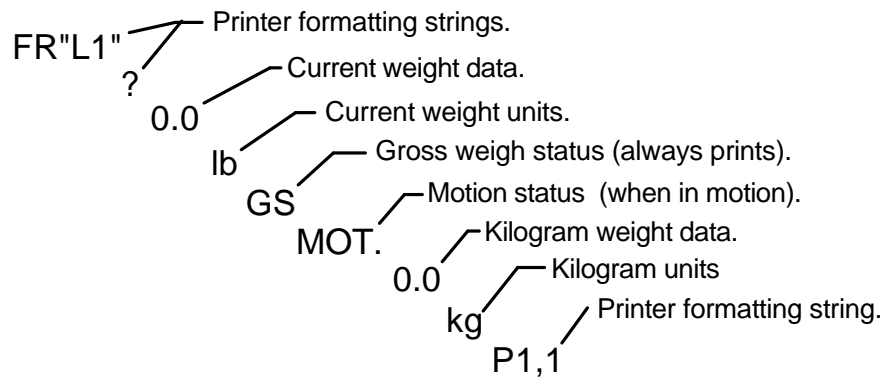 FR"L1" Printer formatting strings.
?
0.0 Current weight data.
lb Current weight units.
GS Gross weigh status (always prints).
MOT. Motion status (when in motion).
0.0 Kilogram weight data.
kg Kilogram units
P1,1 Printer formatting string.